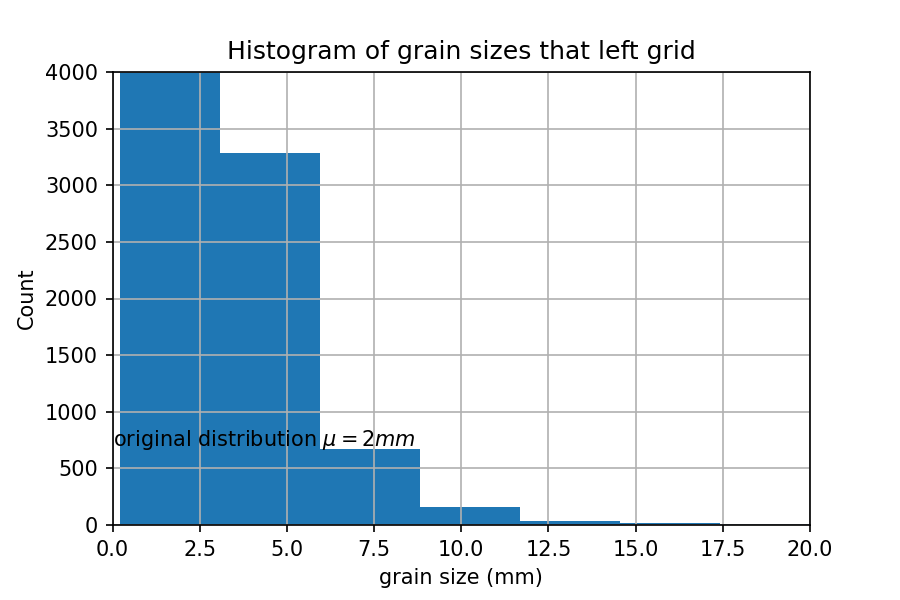 Histogram of grain sizes that left grid
4000
3500
3000
2500
2000
1500
1000
500
0
Count
original distribution μ = 2mm
0.0 2.5 5.0 7.5 10.0 12.5 15.0 17.5 20.0
grain size (mm)